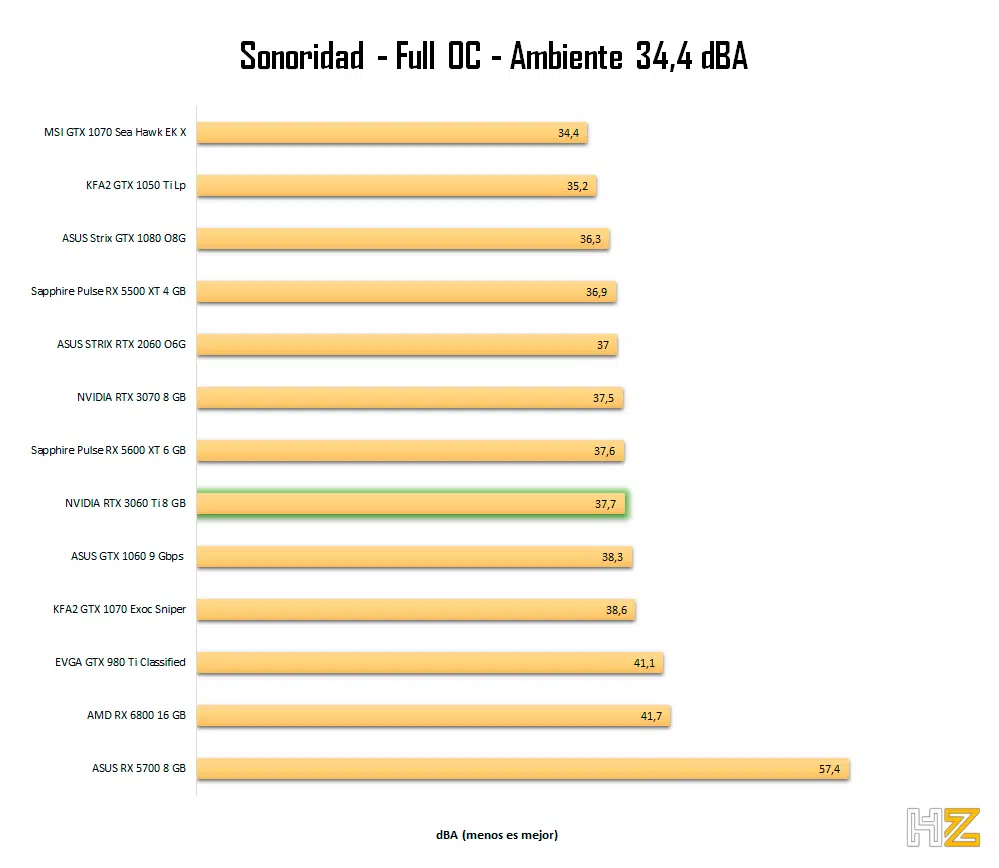 Sonoridad - Full OC - Ambiente 34,4 dBA
MSI GTX 1070 Sea Hawk EK X 34,4
KFA2 GTX 1050 Ti Lp 35,2
ASUS Strix GTX 1080 O8G 36,3
Sapphire Pulse RX 5500 XT 4 GB 36,9
ASUS STRIX RTX 2060 O6G 37
NVIDIA RTX 3070 8 GB 37,5
Sapphire Pulse RX 5600 XT 6 GB 37,6
NVIDIA RTX 3060 Ti 8 GB 37,7
ASUS GTX 1060 9 Gbps 38,3
KFA2 GTX 1070 Exoc Sniper 38,6
EVGA GTX 980 Ti Classified 41,1
AMD RX 6800 16 GB 41,7
ASUS RX 5700 8 GB 57,4
dBA (menos es mejor)
HZ